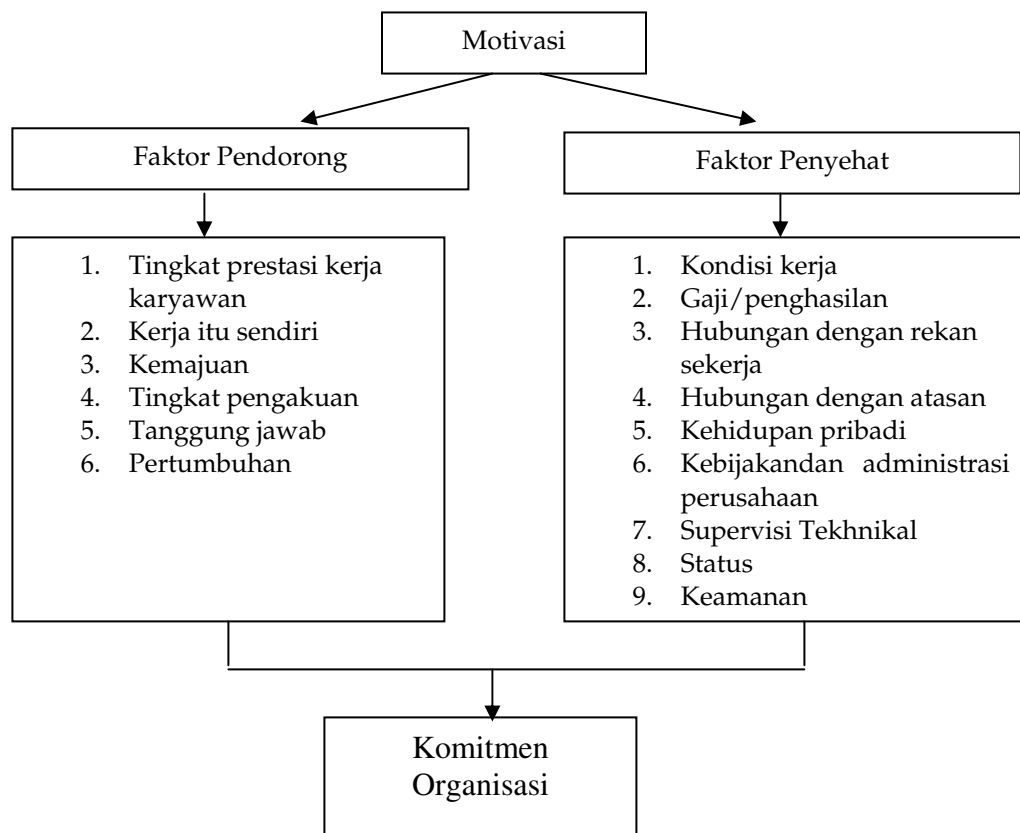 Motivasi
Faktor Pendorong
Faktor Penyehat
1. Tingkat prestasi kerja
karyawan
2. Kerja itu sendiri
3. Kemajuan
4. Tingkat pengakuan
5. Tanggung jawab
6. Pertumbuhan
1. Kondisi kerja
2. Gaji/penghasilan
3. Hubungan dengan rekan
sekerja
4. Hubungan dengan atasan
5. Kehidupan pribadi
6. Kebijakandan administrasi
perusahaan
7. Supervisi Tekhnikal
8. Status
9. Keamanan
Komitmen
Organisasi